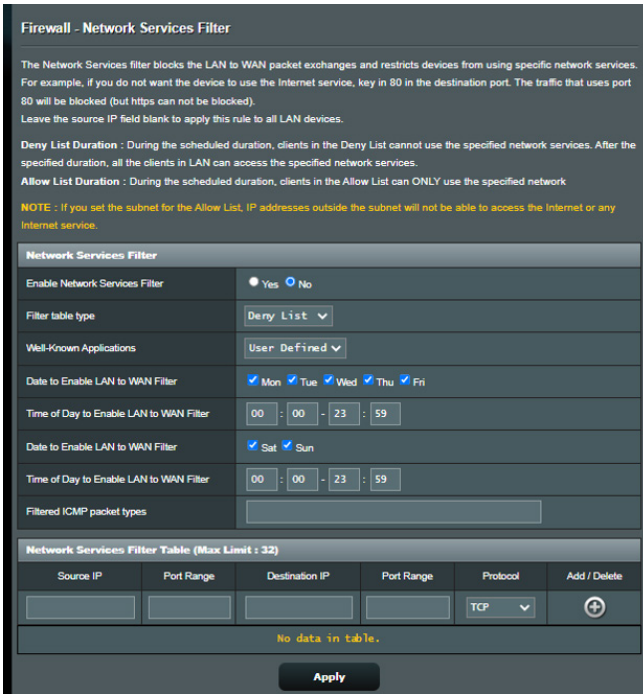 Firewall - Network Services Filter
The Network Services filter blocks the LAN to WAN packet exchanges and restricts devices from using specific network services.
For example, if you do not want the device to use the Internet service, key in 80 in the destination port. The traffic that uses port
80 will be blocked (but https can not be blocked).
Leave the source IP field blank to apply this rule to all LAN devices.
Deny List Duration : During the scheduled duration, clients in the Deny List cannot use the specified network services. After the
specified duration, all the clients in LAN can access the specified network services.
Allow List Duration : During the scheduled duration, clients in the Allow List can ONLY use the specified network
NOTE : If you set the subnet for the Allow List, IP addresses outside the subnet will not be able to access the Internet or any
Internet service.
Network Services Filter
Enable Network Services Filter Yes No
Filter table type Deny List
Well-Known Applications User Defined
Date to Enable LAN to WAN Filter Mon Tue Wed Thu Fri
Time of Day to Enable LAN to WAN Filter 00 : 00 - 23 : 59
Date to Enable LAN to WAN Filter Sat Sun
Time of Day to Enable LAN to WAN Filter 00 : 00 - 23 : 59
Filtered ICMP packet types
Network Services Filter Table (Max Limit : 32)
Source IP Port Range Destination IP Port Range Protocol Add / Delete
TCP
No data in table.
Apply